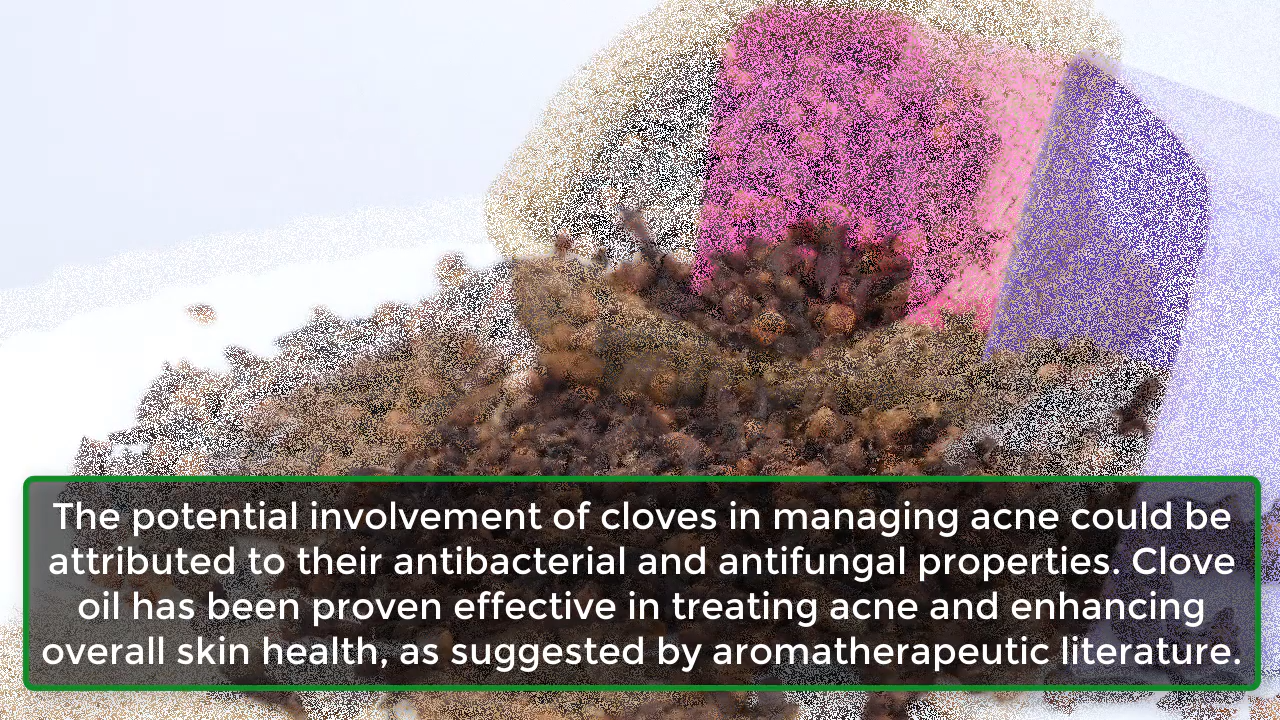 The potential involvement of cloves in managing acne could be
attributed to their antibacterial and antifungal properties. Clove
oil has been proven effective in treating acne and enhancing
overall skin health, as suggested by aromatherapeutic literature.